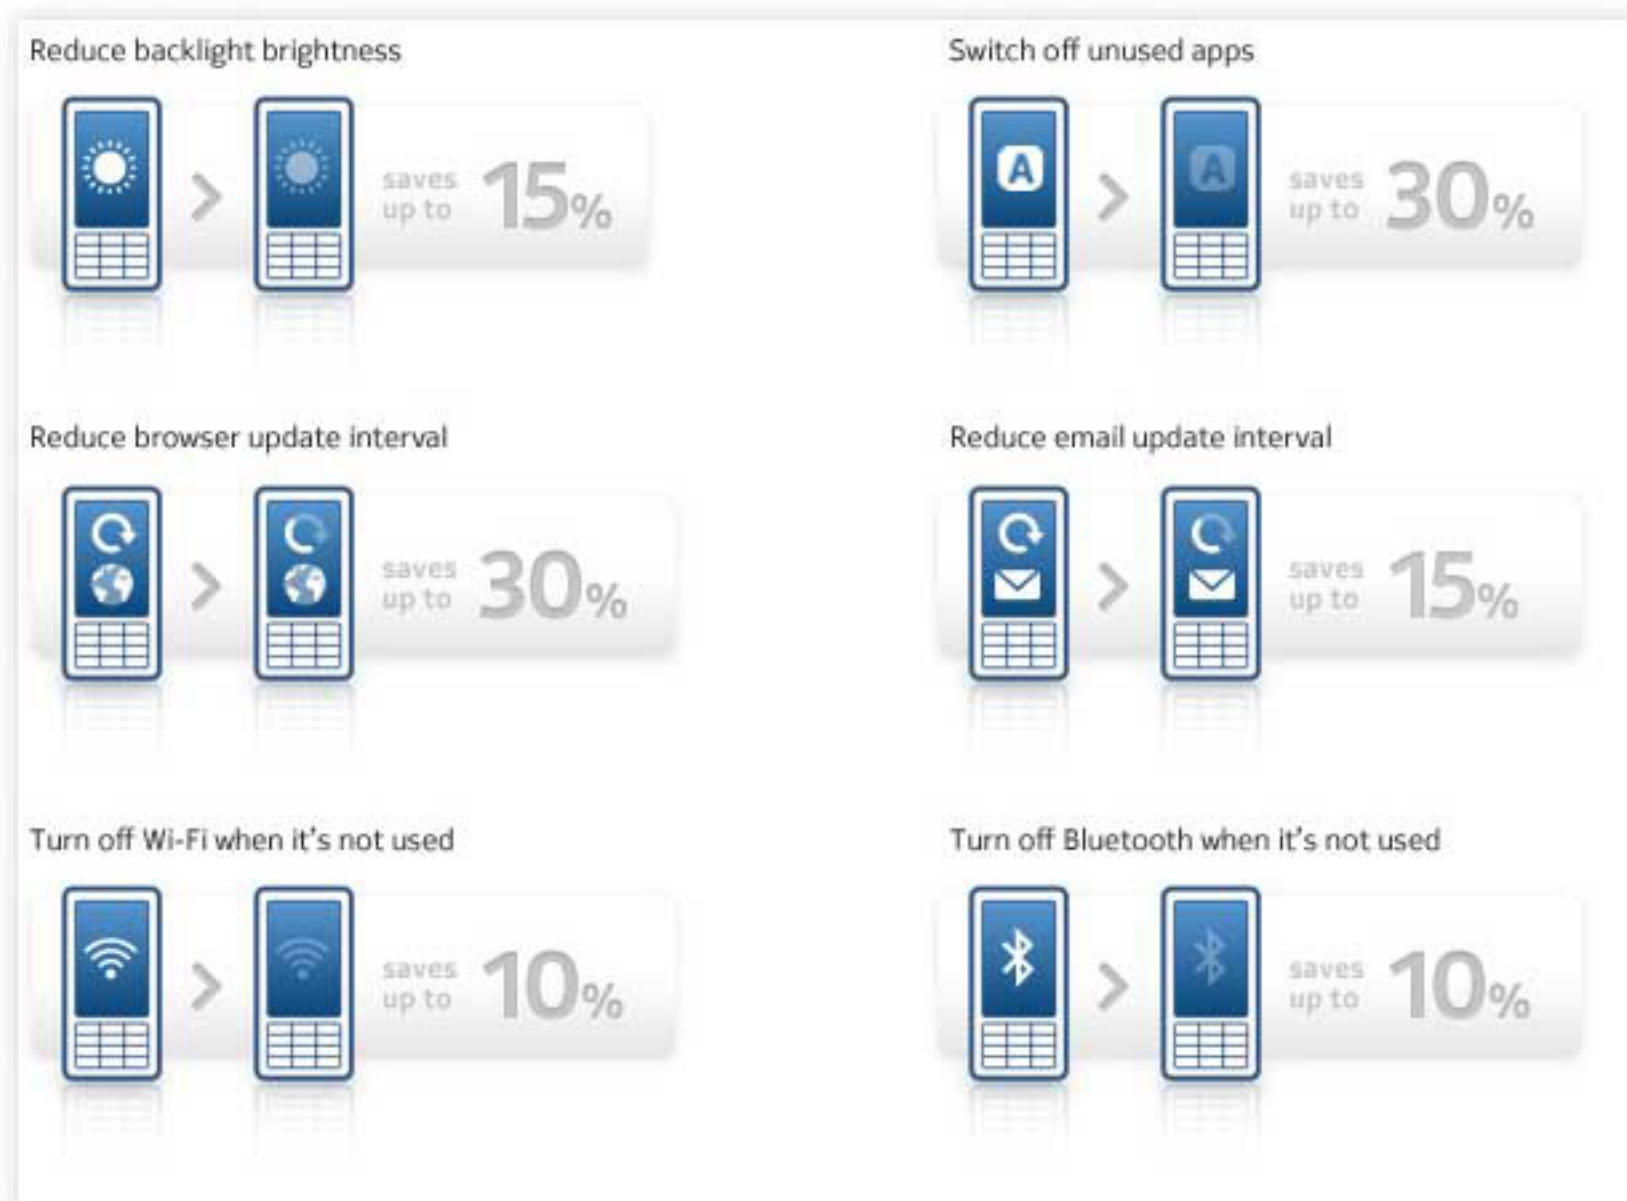 Reduce backlight brightness
saves
up to
15%
Switch off unused apps
A
A
saves
up to
30%
Reduce browser update interval
saves
up to
30%
Reduce email update interval
saves
up to
15%
Turn off Wi-Fi when it's not used
saves
up to
10%
Turn off Bluetooth when it's not used
saves
up to
10%